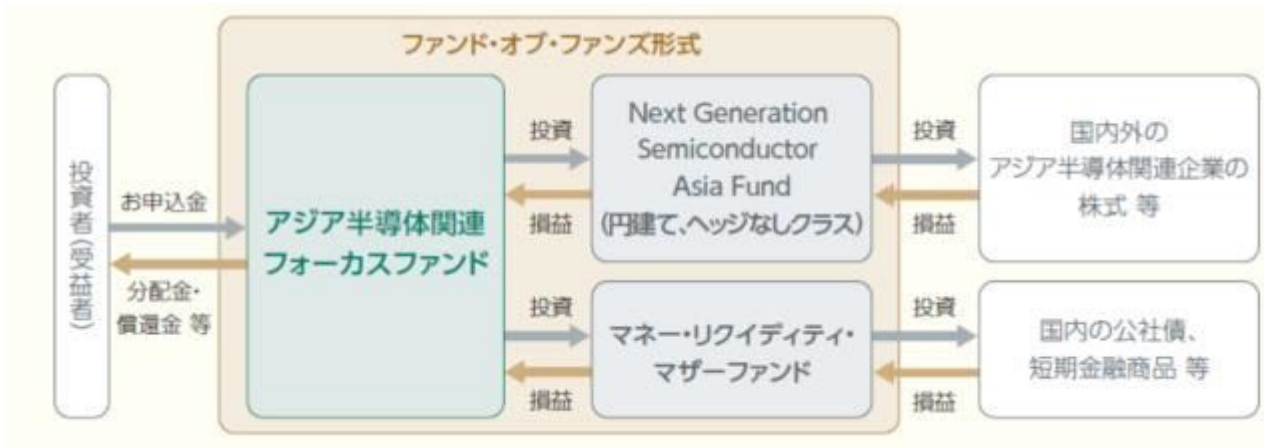 ファンド・オブ・ファンズ形式
投資者(受益者)
お申込金
分配金・
償還金 等
アジア半導体関連
フォーカスファンド
投資
損益
Next Generation
Semiconductor
Asia Fund
(円建て、ヘッジなしクラス)
投資
損益
国内外の
アジア半導体関連企業の
株式 等
投資
損益
マネー・リクイディティ・
マザーファンド
投資
損益
国内の公社債、
短期金融商品 等